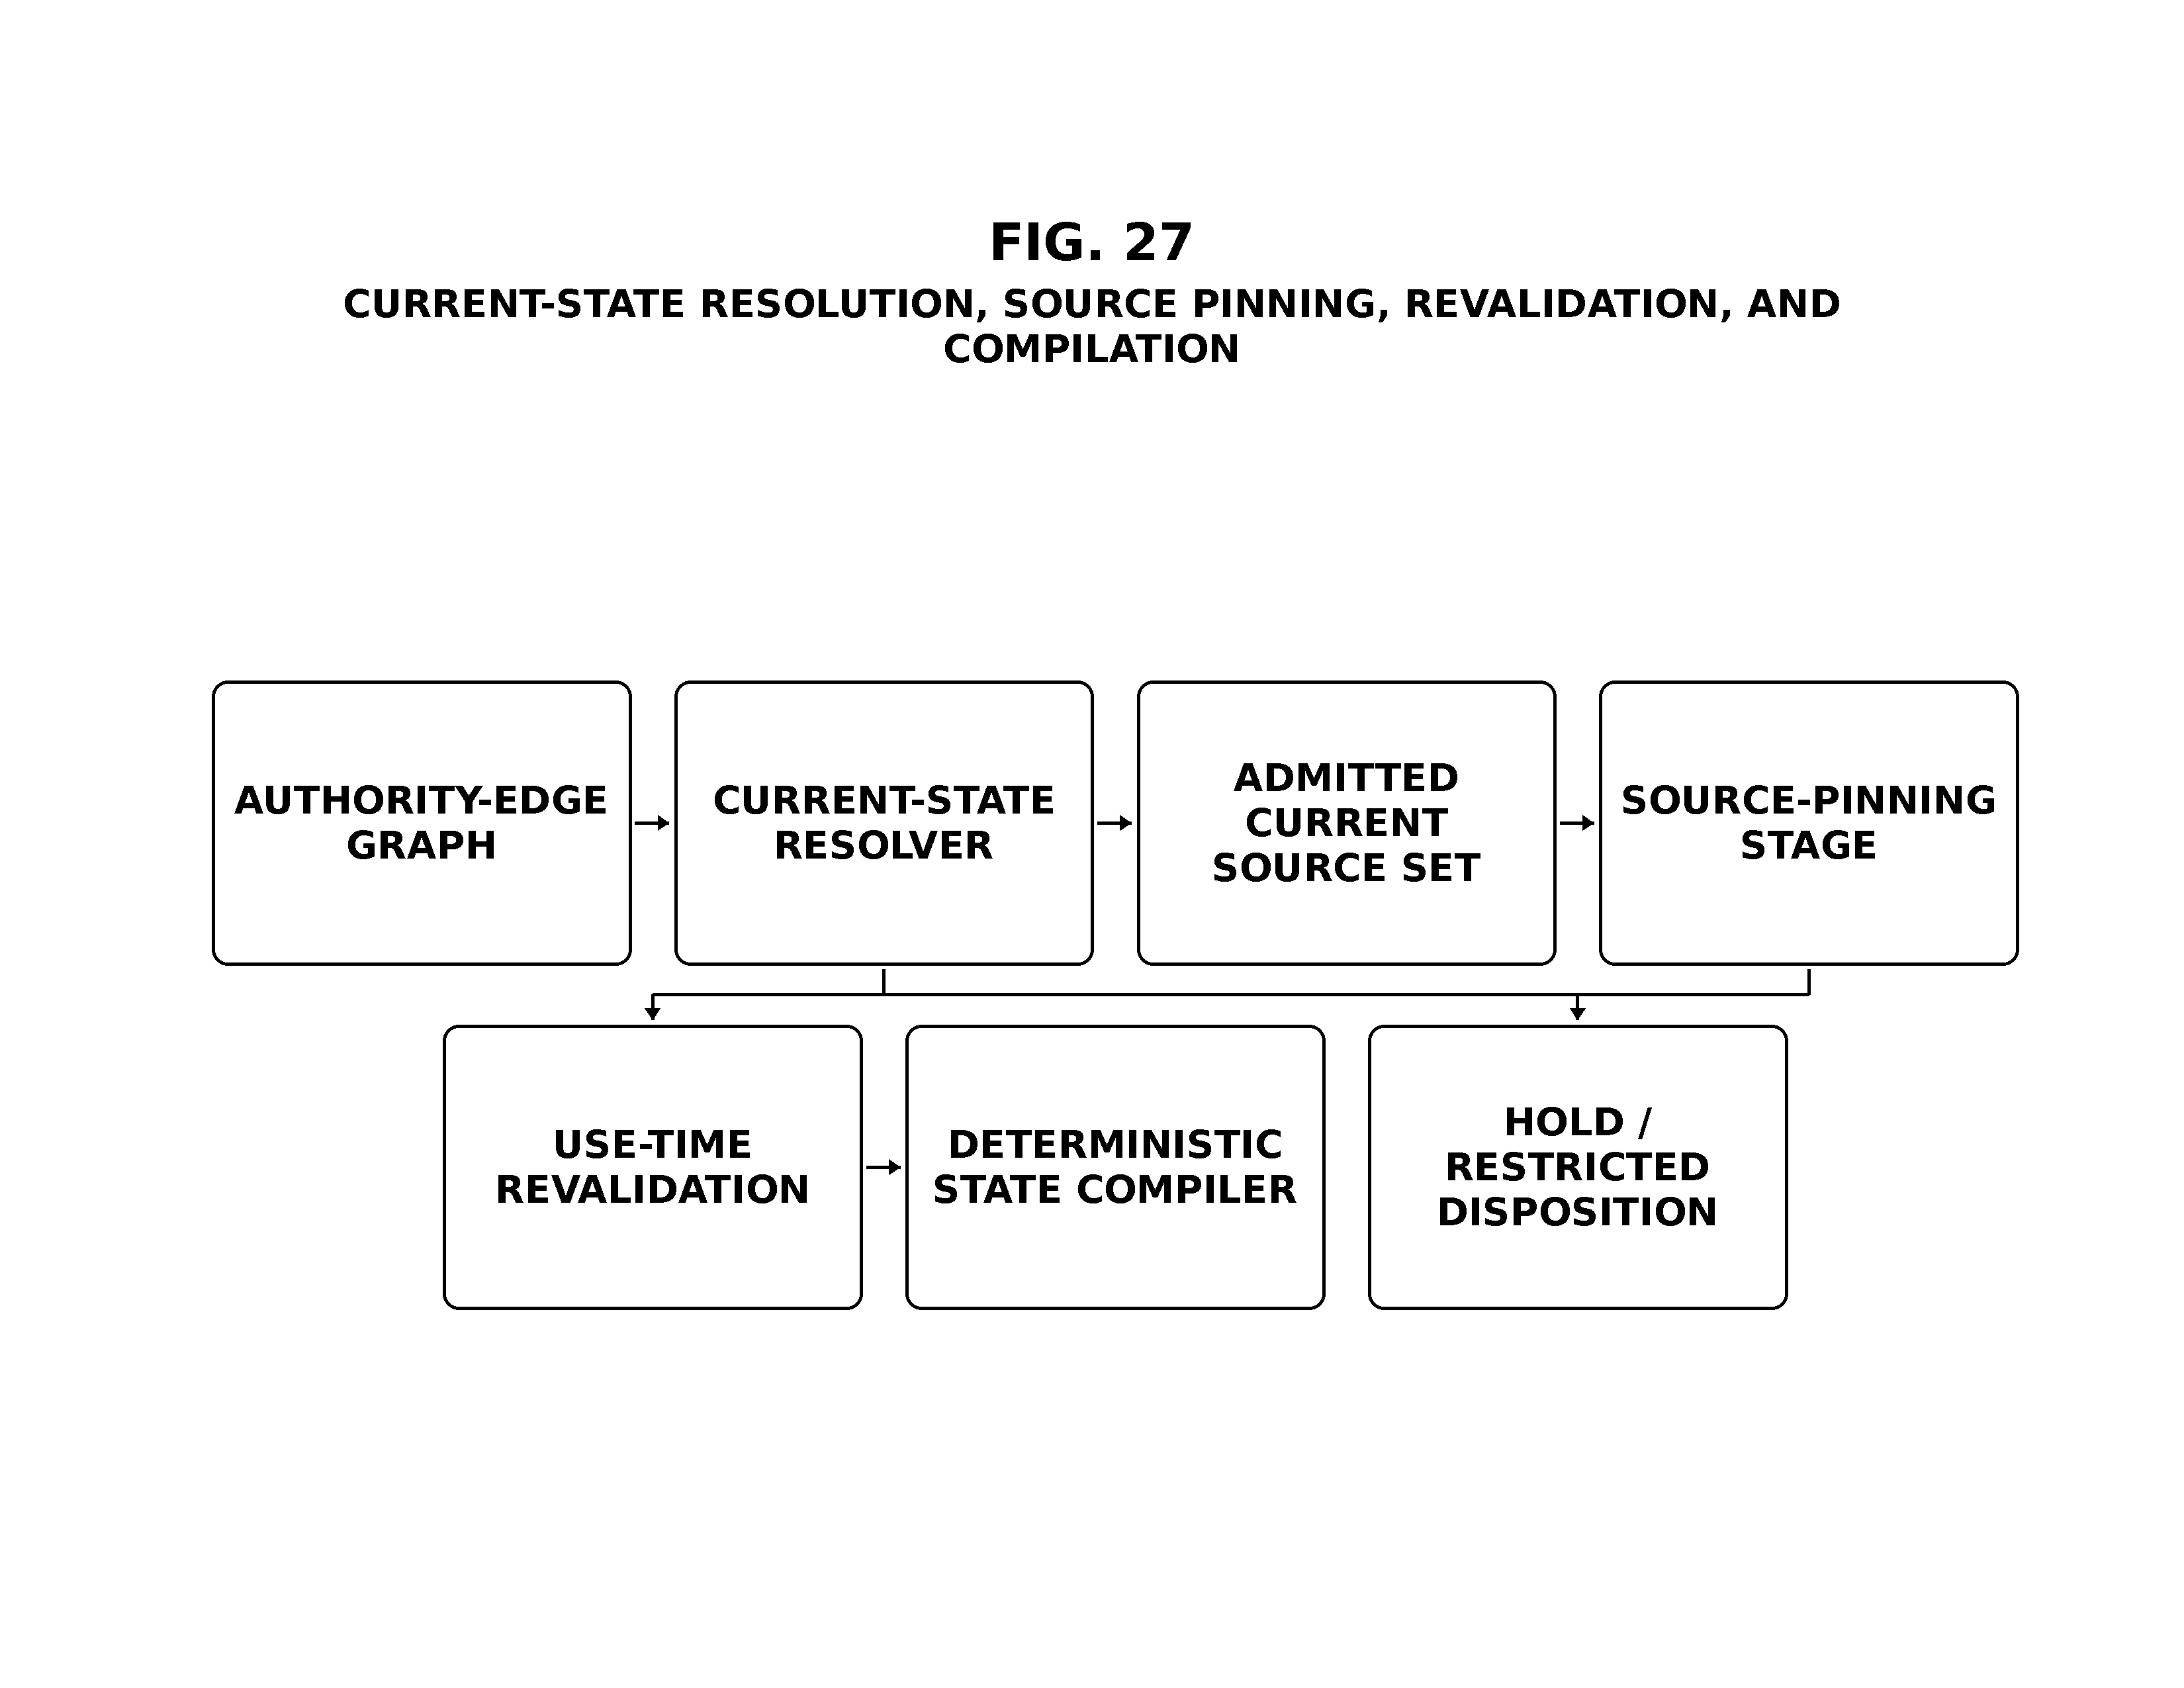 FIG. 27
CURRENT-STATE RESOLUTION, SOURCE PINNING, REVALIDATION, AND
COMPILATION
AUTHORITY-EDGE
GRAPH
CURRENT-STATE
RESOLVER
ADMITTED
CURRENT
SOURCE SET
SOURCE-PINNING
STAGE
USE-TIME
REVALIDATION
DETERMINISTIC
STATE COMPILER
HOLD /
RESTRICTED
DISPOSITION